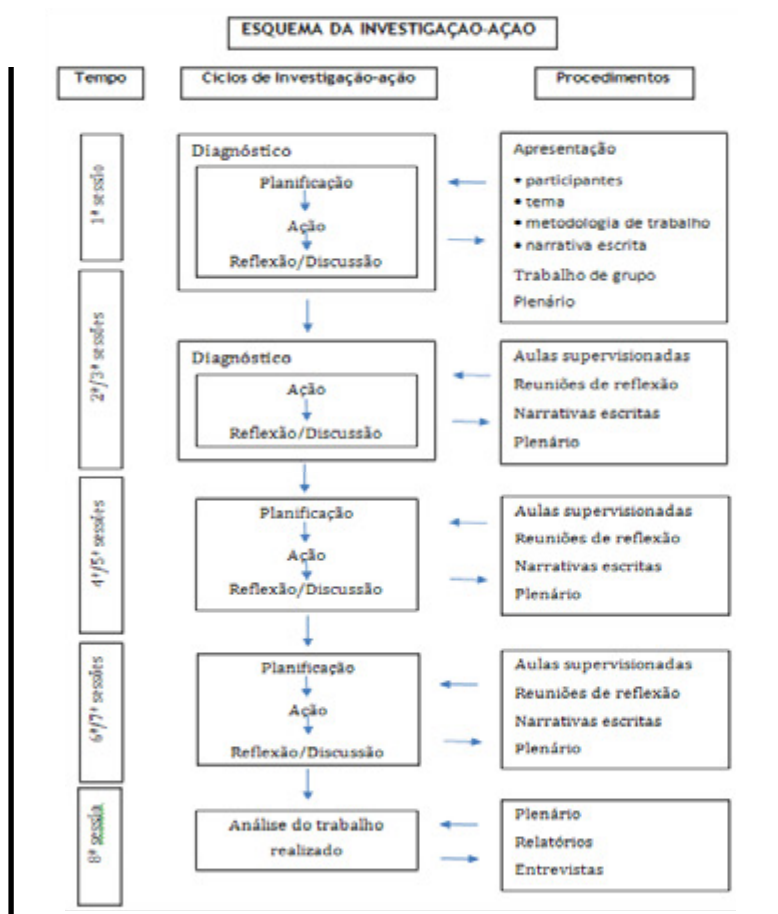 ESQUEMA DA INVESTIGAÇAO-AÇAO
Tempo
Ciclos de Investigação-ação
Procedimentos
1ª sessão
Diagnóstico
Planificação
Ação
Reflexão/Discussão
Apresentação
• participantes
• tema
• metodologia de trabalho
• narrativa escrita
Trabalho de grupo
Plenário
2ª/3ª sessões
Diagnóstico
Ação
Reflexão/Discussão
Aulas supervisionadas
Reuniões de reflexão
Narrativas escritas
Plenário
4ª/5ª sessões
Planificação
Ação
Reflexão/Discussão
Aulas supervisionadas
Reuniões de reflexão
Narrativas escritas
Plenário
6ª/7ª sessões
Planificação
Ação
Reflexão/Discussão
Aulas supervisionadas
Reuniões de reflexão
Narrativas escritas
Plenário
8ª sessão
Análise do trabalho
realizado
Plenário
Relatórios
Entrevistas